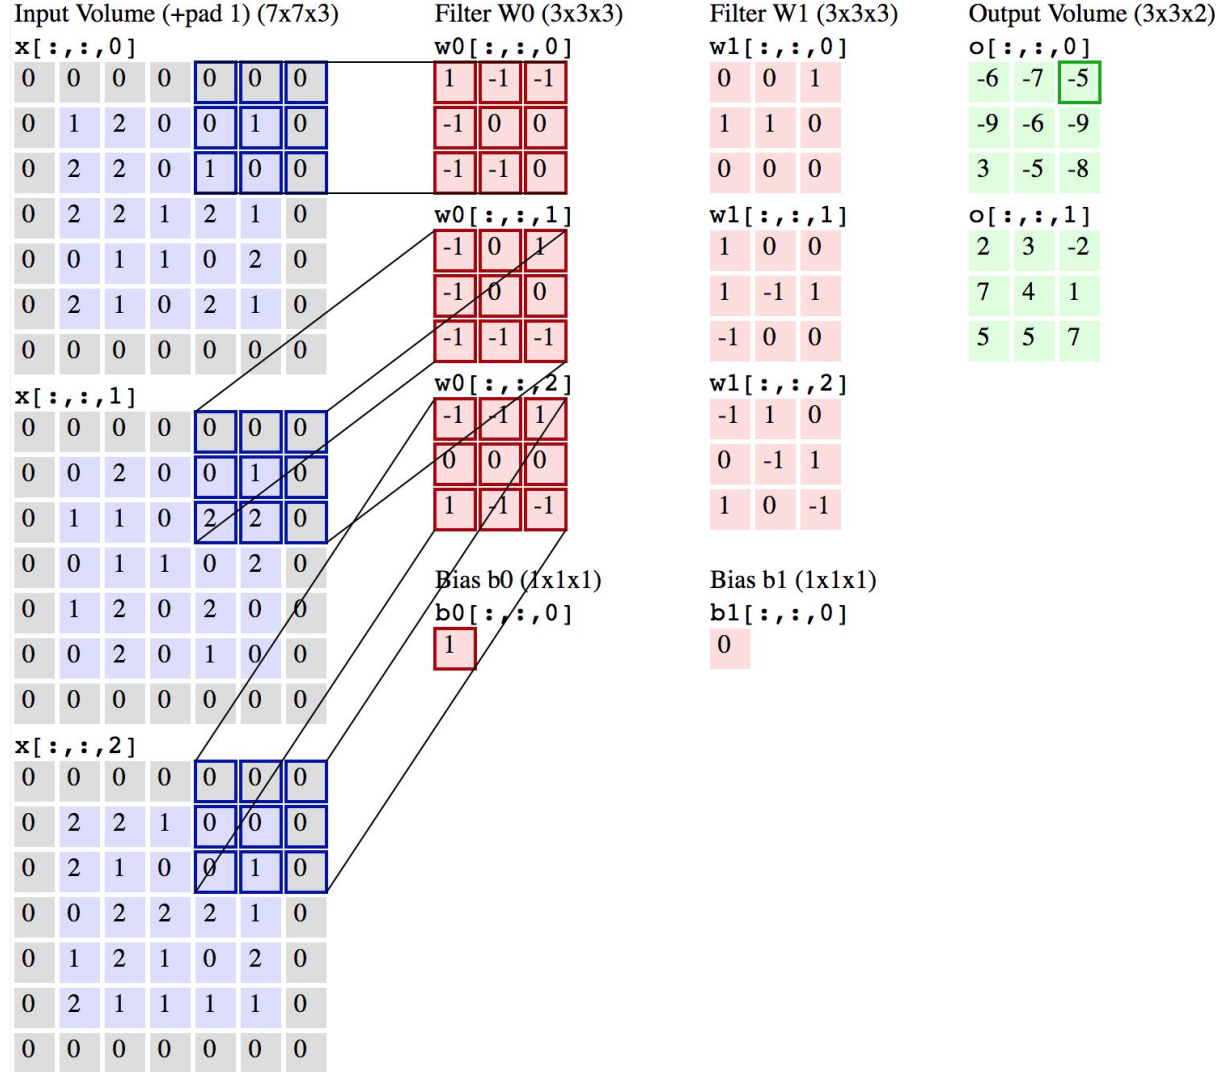 Input Volume (+pad 1) (7x7x3)
x[:,:,0]
0 0 0 0 0 0 0
0 1 2 0 0 1 0
0 2 2 0 1 0 0
0 2 2 1 2 1 0
0 0 1 1 0 2 0
0 2 1 0 2 1 0
0 0 0 0 0 0 0
x[:,:,1]
0 0 0 0 0 0 0
0 0 2 0 0 1 0
0 1 1 0 2 2 0
0 0 1 1 0 2 0
0 1 2 0 2 0 0
0 0 2 0 1 0 0
0 0 0 0 0 0 0
x[:,:,2]
0 0 0 0 0 0 0
0 2 2 1 0 0 0
0 2 1 0 0 1 0
0 0 2 2 2 1 0
0 1 2 1 0 2 0
0 2 1 1 1 1 0
0 0 0 0 0 0 0
Filter W0 (3x3x3)
w0[:,:,0]
1 -1 -1
-1 0 0
-1 -1 0
w0[:,:,1]
-1 0 1
-1 0 0
-1 -1 -1
w0[:,:,2]
-1 -1 1
0 0 0
1 -1 -1
Bias b0 (1x1x1)
b0[:,:,0]
1
Filter W1 (3x3x3)
w1[:,:,0]
0 0 1
1 1 0
0 0 0
w1[:,:,1]
1 0 0
1 -1 1
-1 0 0
w1[:,:,2]
-1 1 0
0 -1 1
1 0 -1
Bias b1 (1x1x1)
b1[:,:,0]
0
Output Volume (3x3x2)
o[:,:,0]
-6 -7 -5
-9 -6 -9
3 -5 -8
o[:,:,1]
2 3 -2
7 4 1
5 5 7